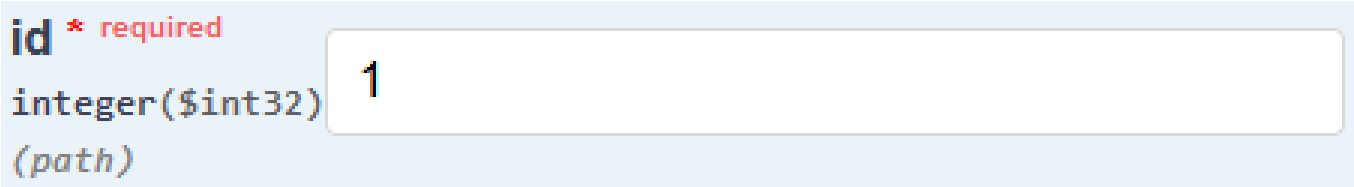 id * required
1
integer($int32)
(path)